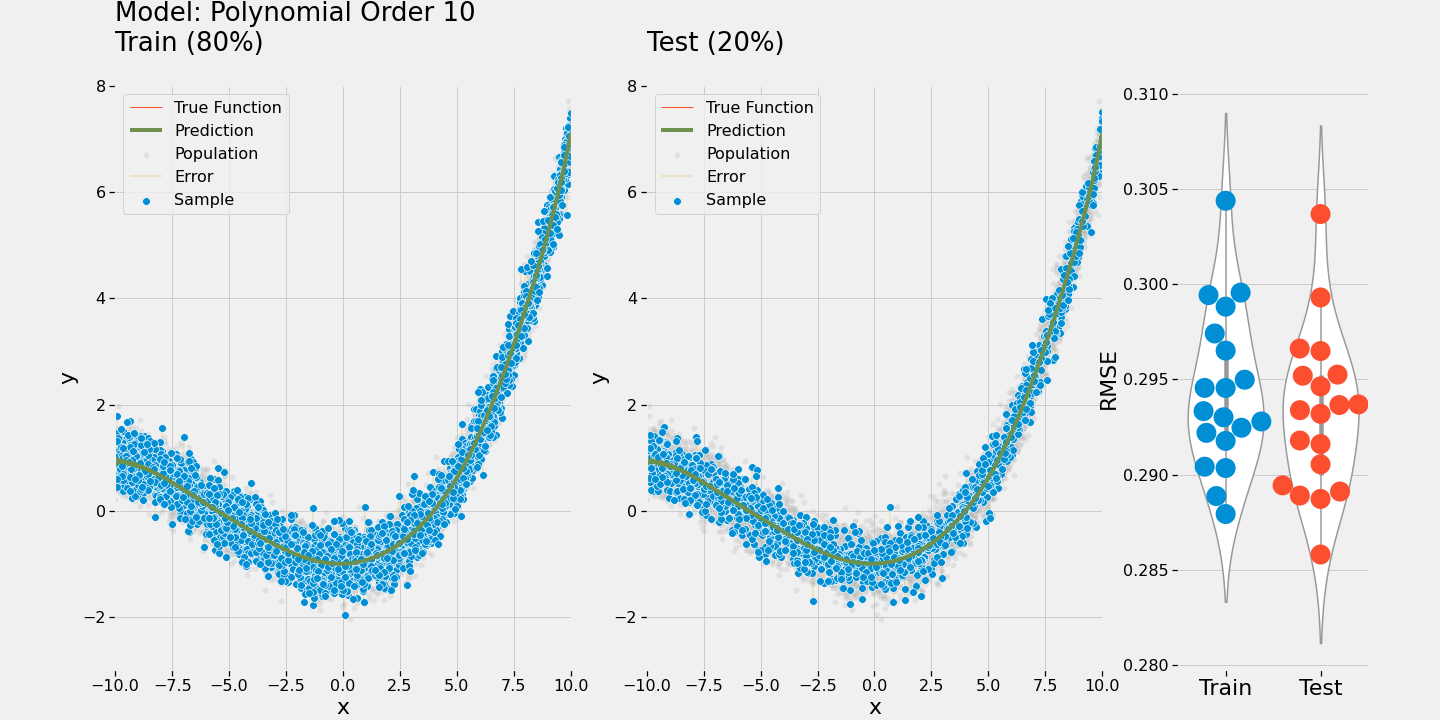 Model: Polynomial Order 10
Train (80%)
8
6
4
2
0
−2
y
True Function
Prediction
Population
Error
Sample
−10.0 −7.5 −5.0 −2.5 0.0 2.5 5.0 7.5 10.0
x
Test (20%)
8
6
4
2
0
−2
y
True Function
Prediction
Population
Error
Sample
−10.0 −7.5 −5.0 −2.5 0.0 2.5 5.0 7.5 10.0
x
0.310
0.305
0.300
0.295
0.290
0.285
0.280
RMSE
Train Test